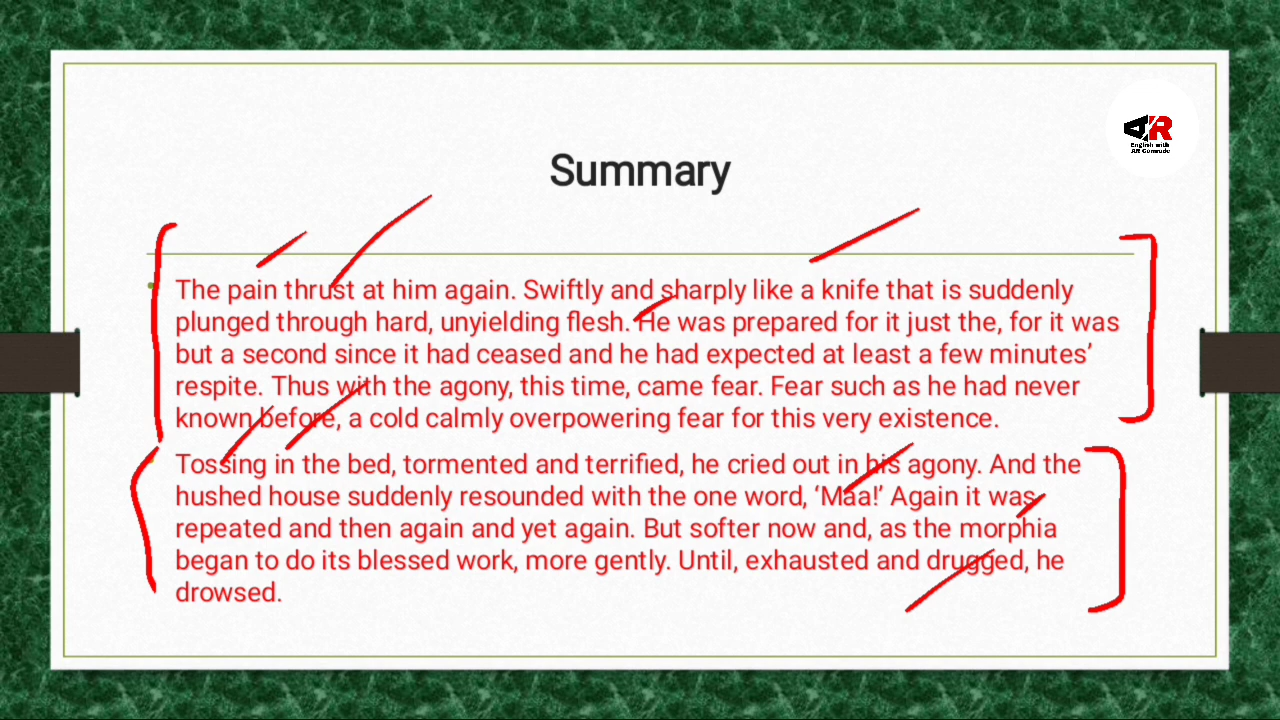 AR
English with
AR Comrade
Summary
The pain thrust at him again. Swiftly and sharply like a knife that is suddenly
plunged through hard, unyielding flesh. He was prepared for it just the, for it was
but a second since it had ceased and he had expected at least a few minutes’
respite. Thus with the agony, this time, came fear. Fear such as he had never
known before, a cold calmly overpowering fear for this very existence.
Tossing in the bed, tormented and terrified, he cried out in his agony. And the
hushed house suddenly resounded with the one word, ‘Maa!’ Again it was
repeated and then again and yet again. But softer now and, as the morphia
began to do its blessed work, more gently. Until, exhausted and drugged, he
drowsed.